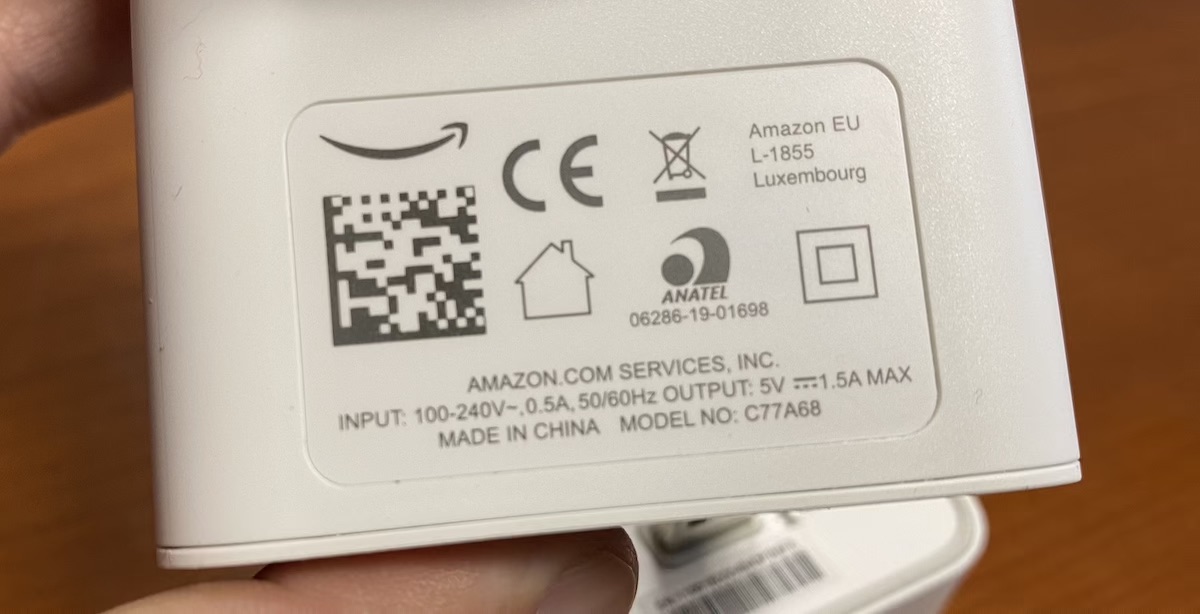 CE
Amazon EU
L-1855
Luxembourg
ANATEL
06286-19-01698
AMAZON.COM SERVICES, INC.
INPUT: 100-240V~,0.5A, 50/60Hz OUTPUT: 5V ⎓1.5A MAX
MADE IN CHINA MODEL NO: C77A68